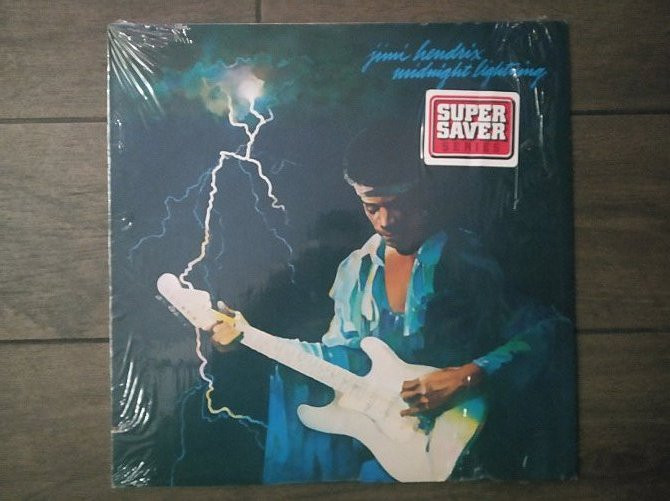 jimi hendrix
midnight lightning
SUPER
SAVER
SERIES